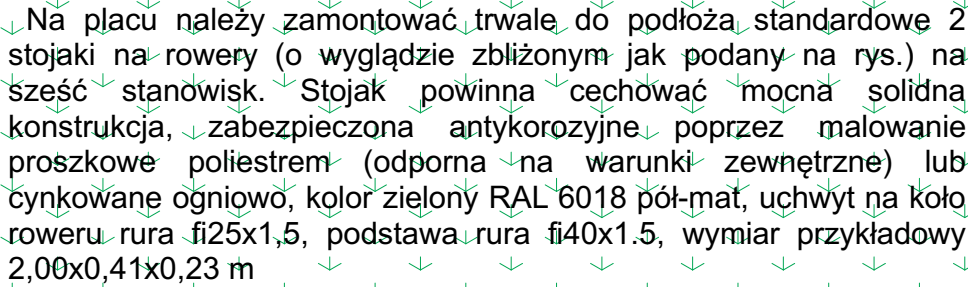 Na placu należy zamontować trwale do podłoża standardowe 2
stojaki na rowery (o wyglądzie zbliżonym jak podany na rys.) na
sześć stanowisk. Stojak powinna cechować mocna solidna
konstrukcja, zabezpieczona antykorozyjne poprzez malowanie
proszkowe poliestrem (odporna na warunki zewnętrzne) lub
cynkowane ogniowo, kolor zielony RAL 6018 pół-mat, uchwyt na koło
roweru rura fi25x1,5, podstawa rura fi40x1.5, wymiar przykładowy
2,00x0,41x0,23 m